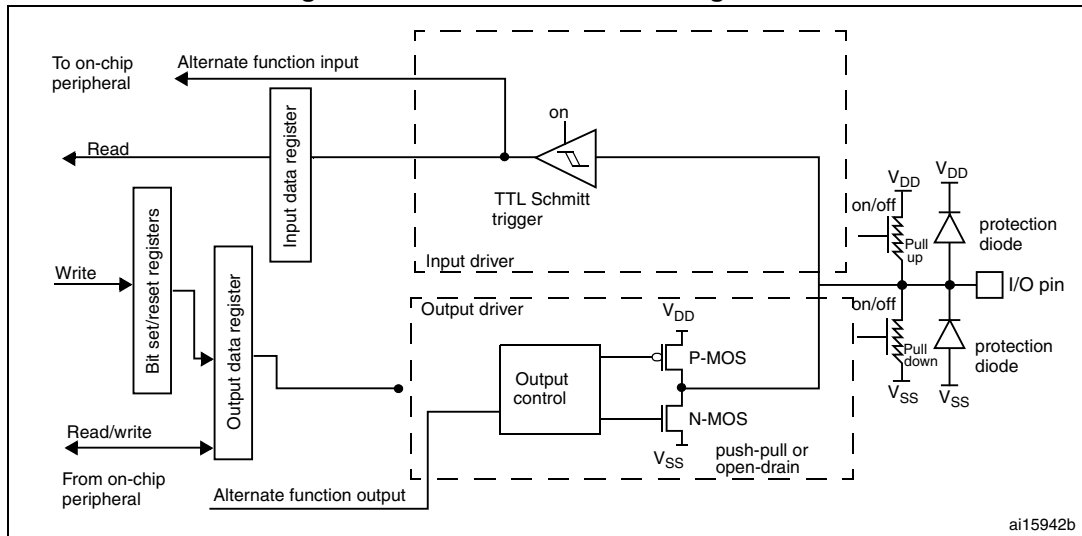 To on-chip
peripheral
Alternate function input
on
Read
Input data register
TTL Schmitt
trigger
Input driver
Write
Bit set/reset registers
Output data register
Output driver
VDD
P-MOS
Output
control
N-MOS
VSS
push-pull or
open-drain
Read/write
From on-chip
peripheral
Alternate function output
VDD
VDD
on/off
Pull
up
protection
diode
I/O pin
on/off
Pull
down
protection
diode
VSS
VSS
ai15942b